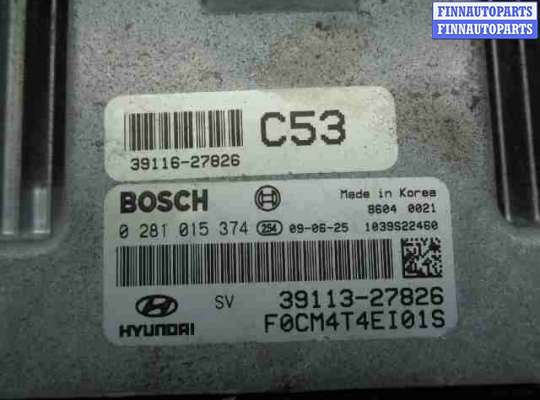 FINNAUTOPARTS
FINNAUTOPARTS
C53
39116-27826
BOSCH
Made in Korea
8604 0021
0 281 015 374 254 09-06-25 1039S22460
SV 39113-27826
HYUNDAI F0CM4T4EI01S